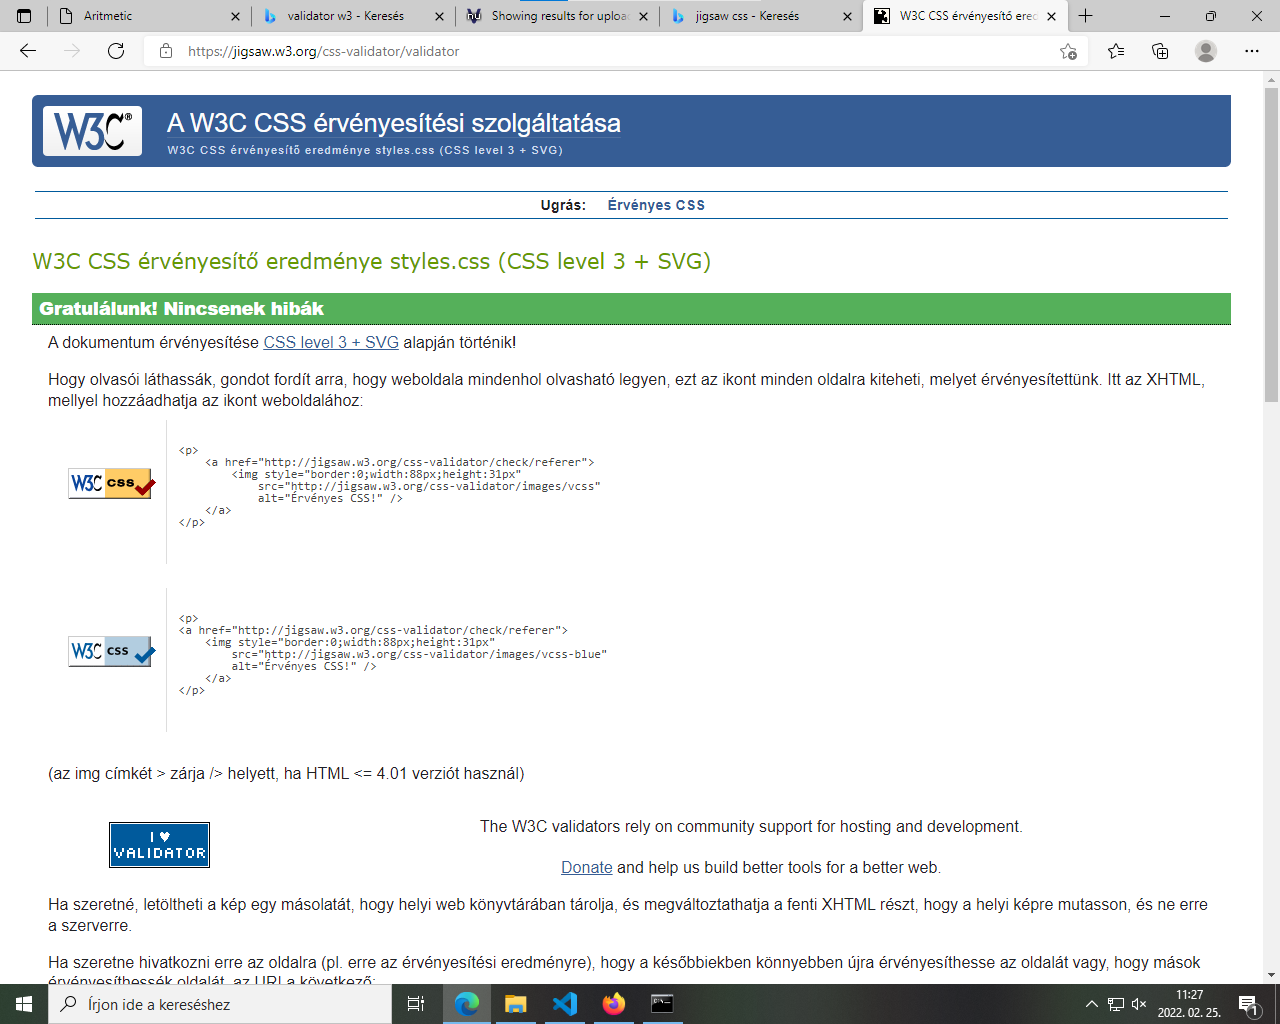 Aritmetic
validator w3 - Keresés
Showing results for uploa
jigsaw css - Keresés
W3C CSS érvényesítő ered
https://jigsaw.w3.org/css-validator/validator
W3C®
A W3C CSS érvényesítési szolgáltatása
W3C CSS érvényesítő eredménye styles.css (CSS level 3 + SVG)
Ugrás: Érvényes CSS
W3C CSS érvényesítő eredménye styles.css (CSS level 3 + SVG)
Gratulálunk! Nincsenek hibák
A dokumentum érvényesítése CSS level 3 + SVG alapján történik!
Hogy olvasói láthassák, gondot fordít arra, hogy weboldala mindenhol olvasható legyen, ezt az ikont minden oldalra kiteheti, melyet érvényesítettünk. Itt az XHTML,
mellyel hozzáadhatja az ikont weboldalához:
W3C css
<p>
<a href="http://jigsaw.w3.org/css-validator/check/referer">
<img style="border:0;width:88px;height:31px"
src="http://jigsaw.w3.org/css-validator/images/vcss"
alt="Érvényes CSS!" />
</a>
</p>
W3C css
<p>
<a href="http://jigsaw.w3.org/css-validator/check/referer">
<img style="border:0;width:88px;height:31px"
src="http://jigsaw.w3.org/css-validator/images/vcss-blue"
alt="Érvényes CSS!" />
</a>
</p>
(az img címkét > zárja /> helyett, ha HTML <= 4.01 verziót használ)
I ♥
VALIDATOR
The W3C validators rely on community support for hosting and development.
Donate and help us build better tools for a better web.
Ha szeretné, letöltheti a kép egy másolatát, hogy helyi web könyvtárában tárolja, és megváltoztathatja a fenti XHTML részt, hogy a helyi képre mutasson, és ne erre
a szerverre.
Ha szeretne hivatkozni erre az oldalra (pl. erre az érvényesítési eredményre), hogy a későbbiekben könnyebben újra érvényesíthesse az oldalát vagy, hogy mások
érvényesíthessék oldalát, az URI a következő:
Írjon ide a kereséshez
11:27
2022. 02. 25.
1